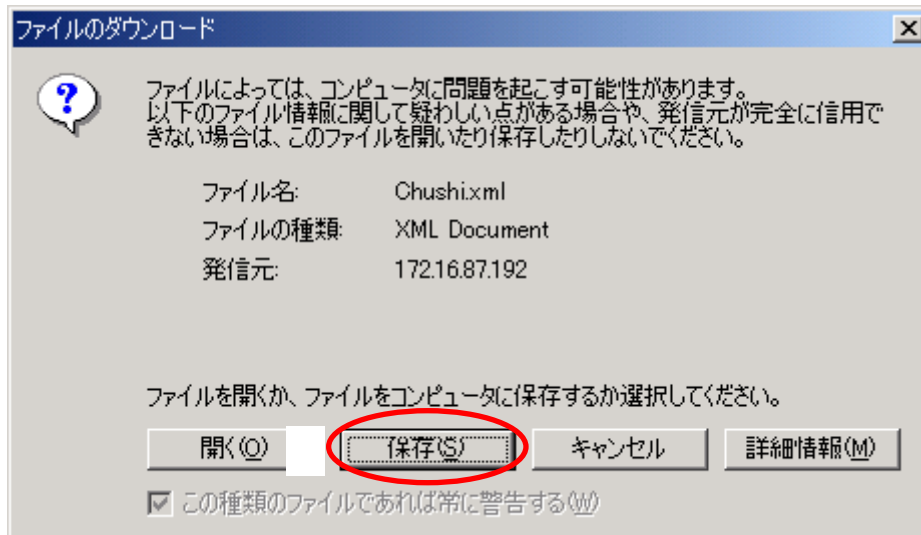 ファイルのダウンロード
ファイルによっては、コンピュータに問題を起こす可能性があります。
以下のファイル情報に関して疑わしい点がある場合や、発信元が完全に信用で
きない場合は、このファイルを開いたり保存したりしないでください。
ファイル名: Chushi.xml
ファイルの種類: XML Document
発信元: 172.16.87.192
ファイルを開くか、ファイルをコンピュータに保存するか選択してください。
開く(O) 保存(S) キャンセル 詳細情報(M)
この種類のファイルであれば常に警告する(W)